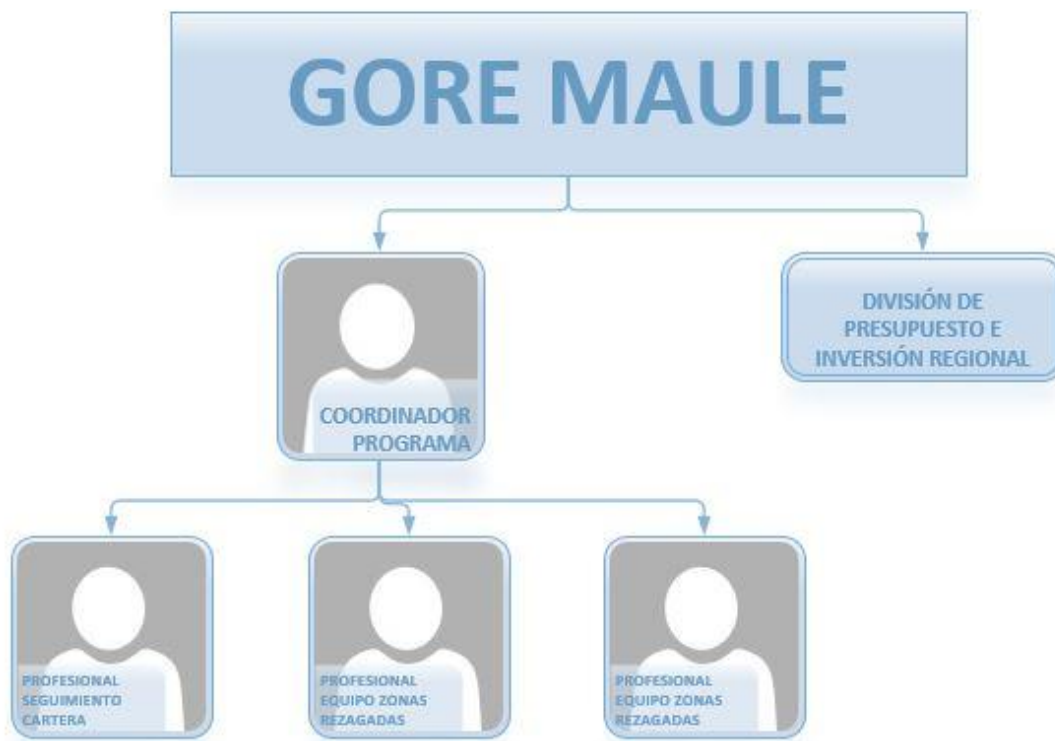 GORE MAULE
COORDINADOR
PROGRAMA
DIVISIÓN DE
PRESUPUESTO E
INVERSIÓN REGIONAL
PROFESIONAL
SEGUIMIENTO
CARTERA
PROFESIONAL
EQUIPO ZONAS
REZAGADAS
PROFESIONAL
EQUIPO ZONAS
REZAGADAS